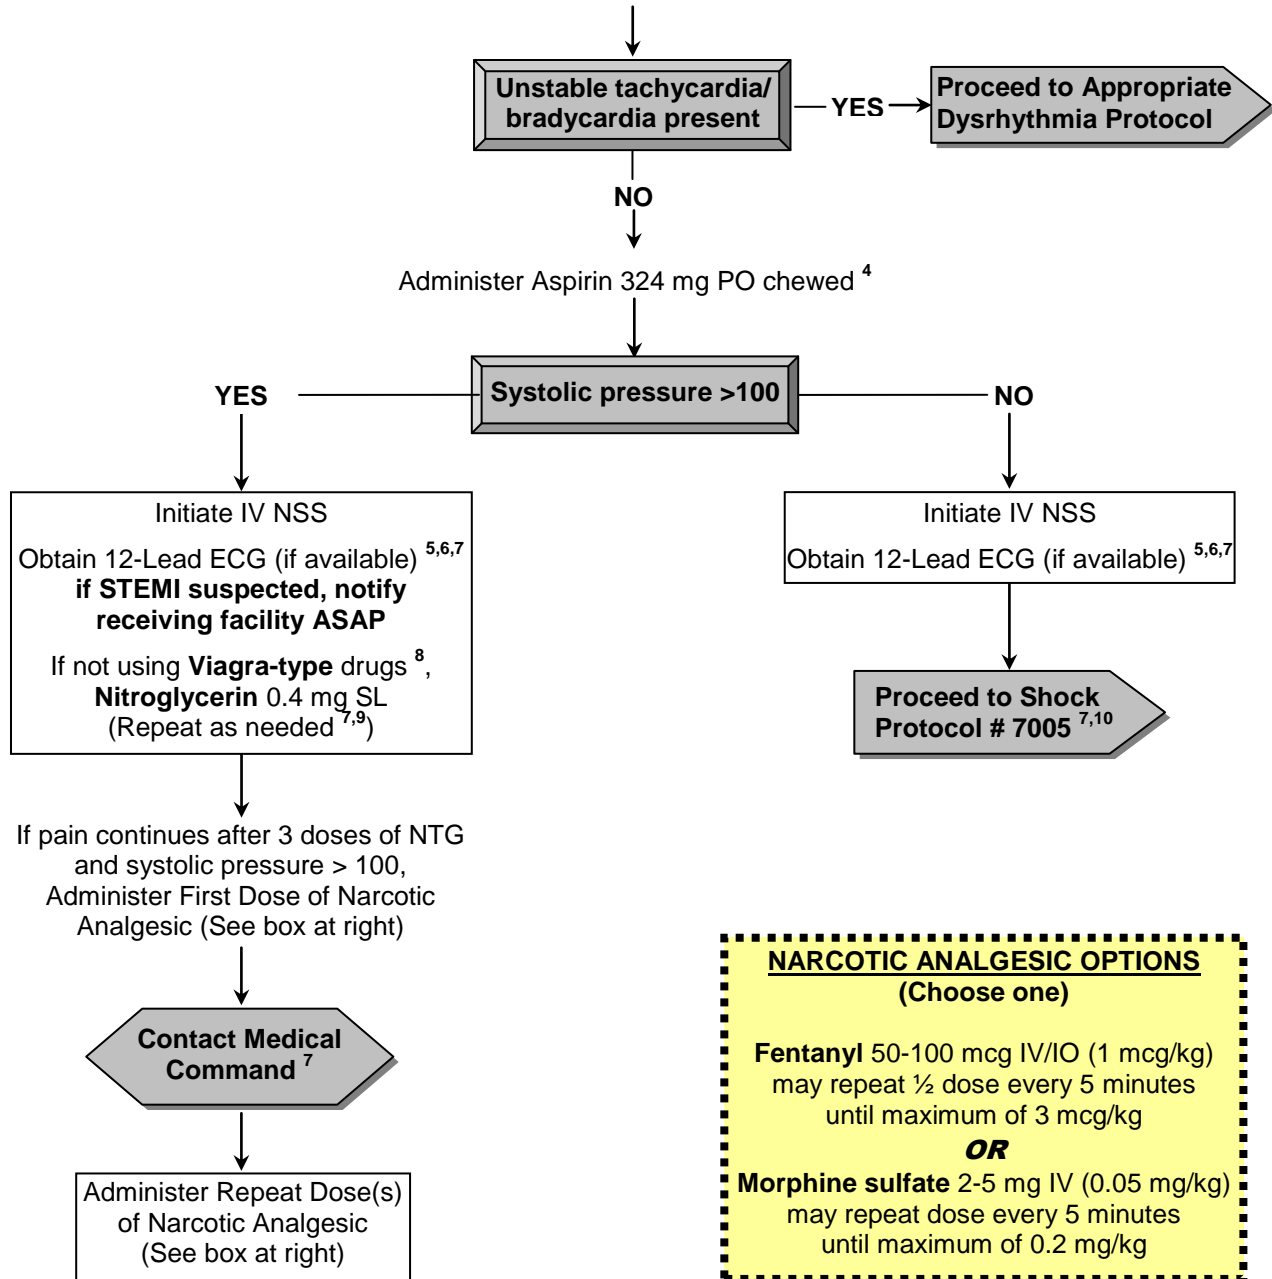 Unstable tachycardia/
bradycardia present
YES
Proceed to Appropriate
Dysrhythmia Protocol
NO
Administer Aspirin 324 mg PO chewed 4
Systolic pressure >100
YES
NO
Initiate IV NSS
Obtain 12-Lead ECG (if available) 5,6,7
if STEMI suspected, notify
receiving facility ASAP
If not using Viagra-type drugs 8,
Nitroglycerin 0.4 mg SL
(Repeat as needed 7,9)
Initiate IV NSS
Obtain 12-Lead ECG (if available) 5,6,7
Proceed to Shock
Protocol # 7005 7,10
If pain continues after 3 doses of NTG
and systolic pressure > 100,
Administer First Dose of Narcotic
Analgesic (See box at right)
Contact Medical
Command 7
Administer Repeat Dose(s)
of Narcotic Analgesic
(See box at right)
NARCOTIC ANALGESIC OPTIONS
(Choose one)
Fentanyl 50-100 mcg IV/IO (1 mcg/kg)
may repeat ½ dose every 5 minutes
until maximum of 3 mcg/kg
OR
Morphine sulfate 2-5 mg IV (0.05 mg/kg)
may repeat dose every 5 minutes
until maximum of 0.2 mg/kg